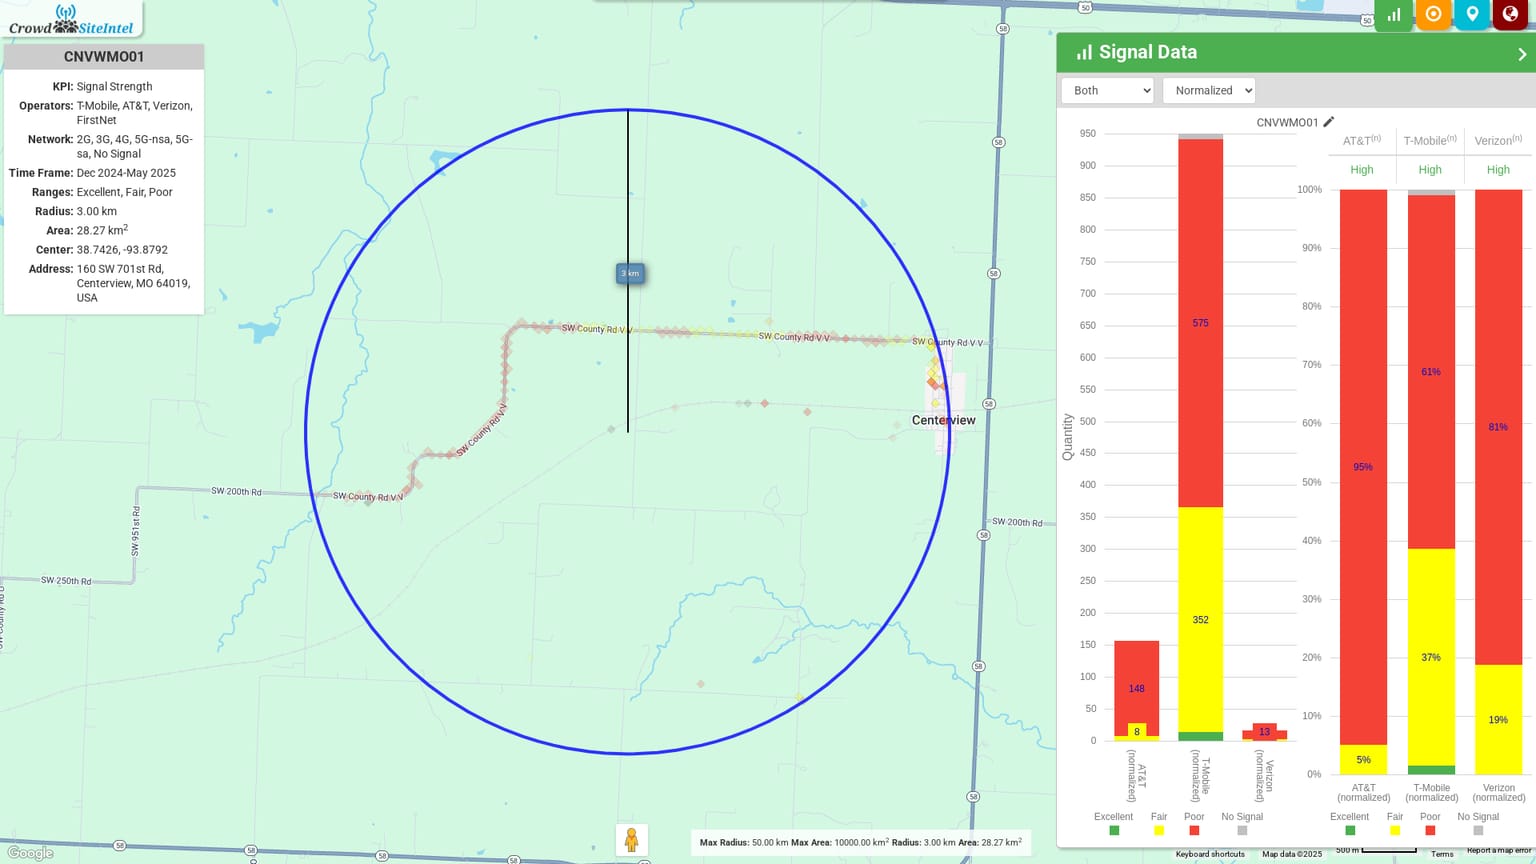 CrowdSiteIntel
CNVWMO01
KPI: Signal Strength
Operators: T-Mobile, AT&T, Verizon,
FirstNet
Network: 2G, 3G, 4G, 5G-nsa, 5G-
sa, No Signal
Time Frame: Dec 2024-May 2025
Ranges: Excellent, Fair, Poor
Radius: 3.00 km
Area: 28.27 km2
Center: 38.7426, -93.8792
Address: 160 SW 701st Rd,
Centerview, MO 64019,
USA
50
50
58
58
58
58
58
58
58
3 km
SW County Rd V V
SW County Rd V V
SW County Rd V V
SW County Rd V V
SW County Rd V V
Centerview
SW 200th Rd
SW 200th Rd
SW 951st Rd
SW 250th Rd
58
58
58
58
58
Google
Max Radius: 50.00 km Max Area: 10000.00 km2 Radius: 3.00 km Area: 28.27 km2
Keyboard shortcuts
Map data ©2025
500 m
Terms
Report a map error
Signal Data
Both
Normalized
CNVWMO01
Quantity
950
900
850
800
750
700
650
600
550
500
450
400
350
300
250
200
150
100
50
0
148
8
575
352
13
AT&T
(normalized)
T-Mobile
(normalized)
Verizon
(normalized)
Excellent
Fair
Poor
No Signal
AT&T(n)
T-Mobile(n)
Verizon(n)
High
High
High
100%
90%
80%
70%
60%
50%
40%
30%
20%
10%
0%
95%
5%
61%
37%
81%
19%
AT&T
(normalized)
T-Mobile
(normalized)
Verizon
(normalized)
Excellent
Fair
Poor
No Signal